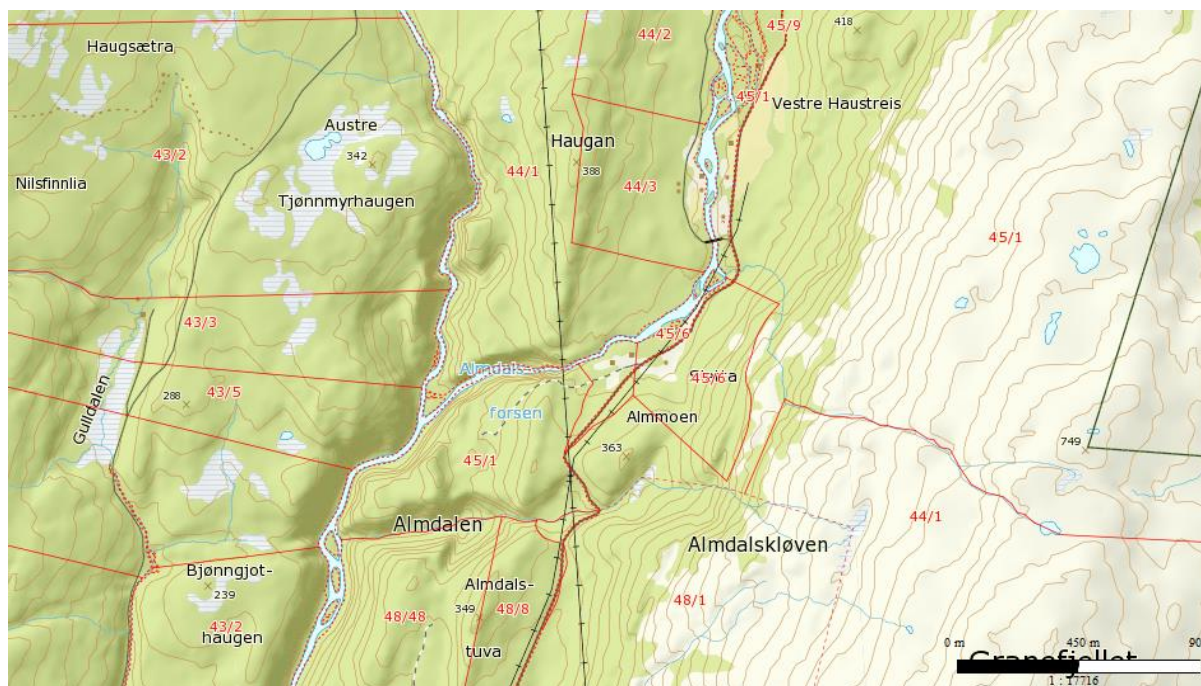 418
45/9
44/2
Haugsætra
45/1
Vestre Haustreis
Austre
342
Haugan
388
43/2
44/1
44/3
Nilsfinnlia
Tjønnmyrhaugen
45/1
43/3
45/6
Almdals-
45/6
43/5
288
forsen
Almmoen
Gulldalen
363
749
45/1
44/1
Almdalen
Almdalskløven
Bjønngjot-
239
Almdals-
43/2
haugen
48/48
349
48/8
48/1
tuva
0 m
450 m
90
Granefjellet
1 : 17716